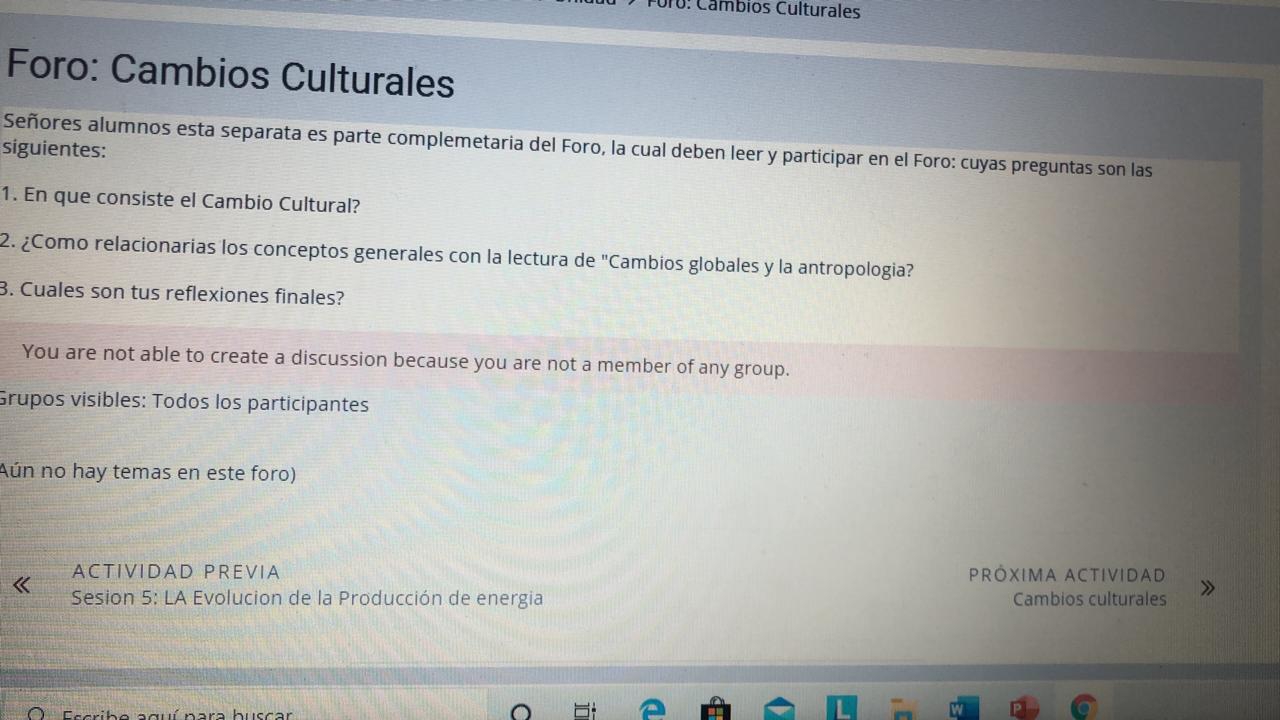 Foro: Cambios Culturales
Foro: Cambios Culturales
Señores alumnos esta separata es parte complemetaria del Foro, la cual deben leer y participar en el Foro: cuyas preguntas son las
siguientes:
1. En que consiste el Cambio Cultural?
2. ¿Como relacionarias los conceptos generales con la lectura de "Cambios globales y la antropologia?
3. Cuales son tus reflexiones finales?
You are not able to create a discussion because you are not a member of any group.
Grupos visibles: Todos los participantes
Aún no hay temas en este foro)
ACTIVIDAD PREVIA
« Sesion 5: LA Evolucion de la Producción de energia
PRÓXIMA ACTIVIDAD
Cambios culturales »
Escribe aquí para buscar